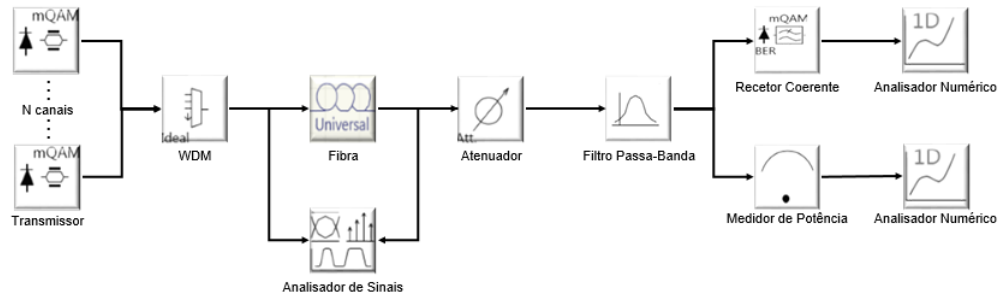 mQAM
N canais
mQAM
Transmissor
Ideal
WDM
Universal
Fibra
Analisador de Sinais
Att.
Atenuador
Filtro Passa-Banda
mQAM
BER
Recetor Coerente
1D
Analisador Numérico
Medidor de Potência
1D
Analisador Numérico